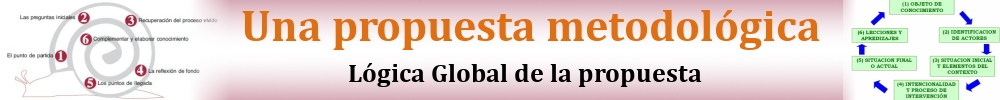 Las preguntas iniciales 2
3 Recuperación del proceso vivido
6 Complementar y elaborar conocimiento
El punto de partida 1
4 La reflexión de fondo
5 Los puntos de llegada
Una propuesta metodológica
Lógica Global de la propuesta
(1) OBJETO DE
CONOCIMIENTO
(2) IDENTIFICACION
DE ACTORES
(3) SITUACION INICIAL
Y ELEMENTOS DEL
CONTEXTO
(4) INTENCIONALIDAD
Y PROCESO DE
INTERVENCIÓN
(5) SITUACION FINAL
O ACTUAL
(6) LECCIONES Y
APREDIZAJES